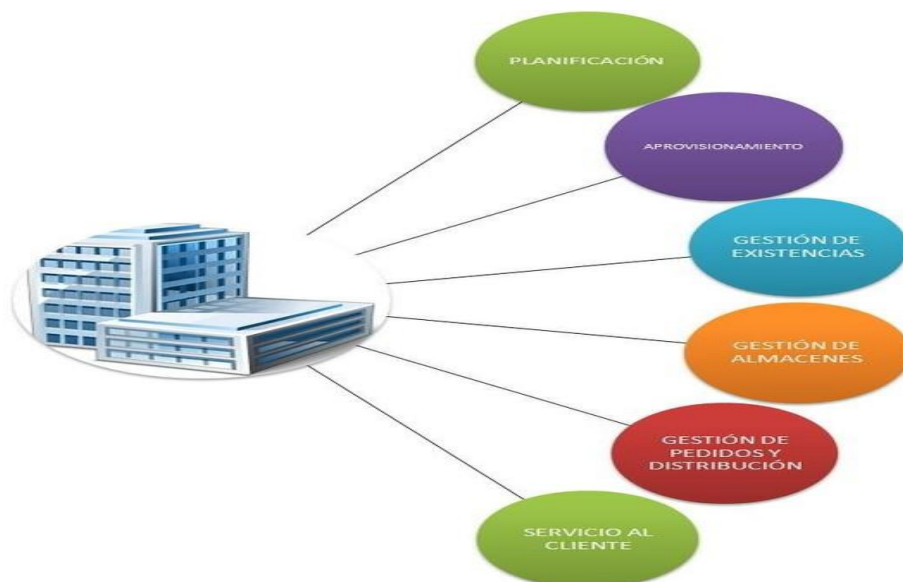 PLANIFICACIÓN
APROVISIONAMIENTO
GESTIÓN DE
EXISTENCIAS
GESTIÓN DE
ALMACENES
GESTIÓN DE
PEDIDOS Y
DISTRIBUCIÓN
SERVICIO AL
CLIENTE